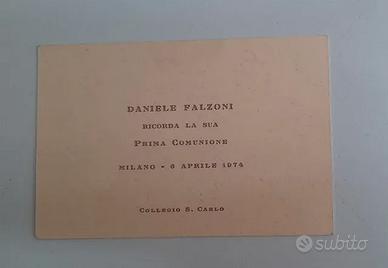 DANIELE FALZONI
RICORDA LA SUA
PRIMA COMUNIONE
MILANO - 6 APRILE 1974
COLLEGIO S. CARLO
subito